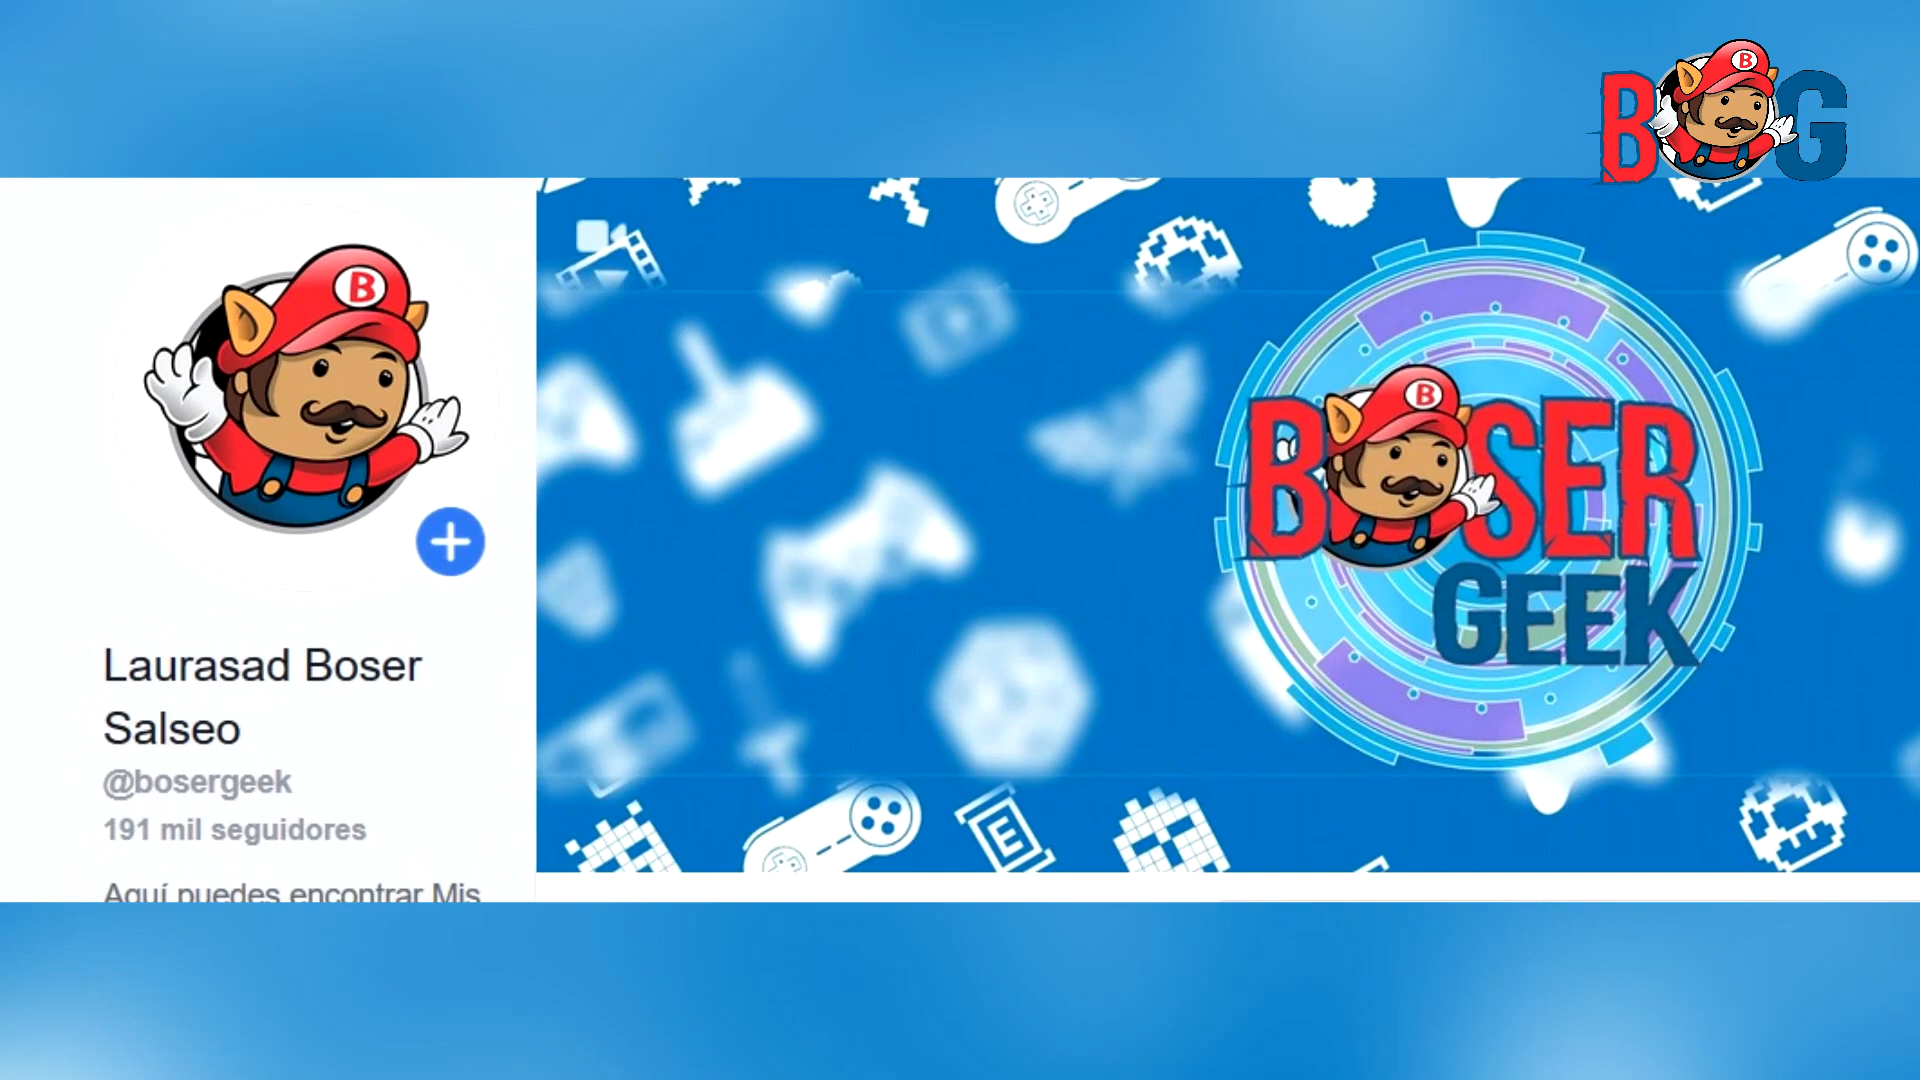 B G
B
B
Laurasad Boser
Salseo
@bosergeek
191 mil seguidores
Aquí puedes encontrar Mis
B
BOSER
GEEK
E